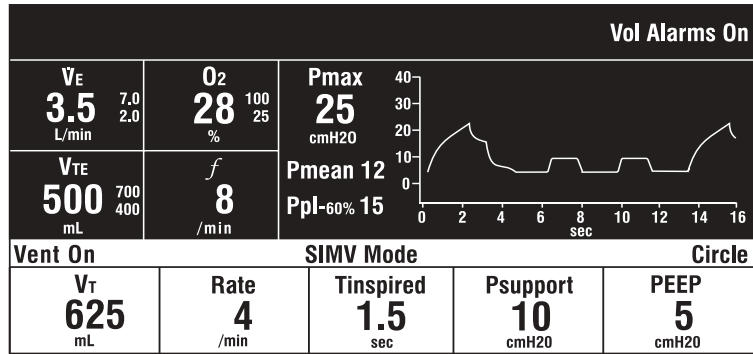 Vol Alarms On
V̇E
3.5 7.0 2.0
L/min
O2
28 100 25
%
Pmax
25
cmH2O
VTE
500 700 400
mL
f
8
/min
Pmean 12
Ppl-60% 15
40
30
20
10
0
0 2 4 6 8 10 12 14 16
sec
Vent On SIMV Mode Circle
VT
625
mL
Rate
4
/min
Tinspired
1.5
sec
Psupport
10
cmH20
PEEP
5
cmH20